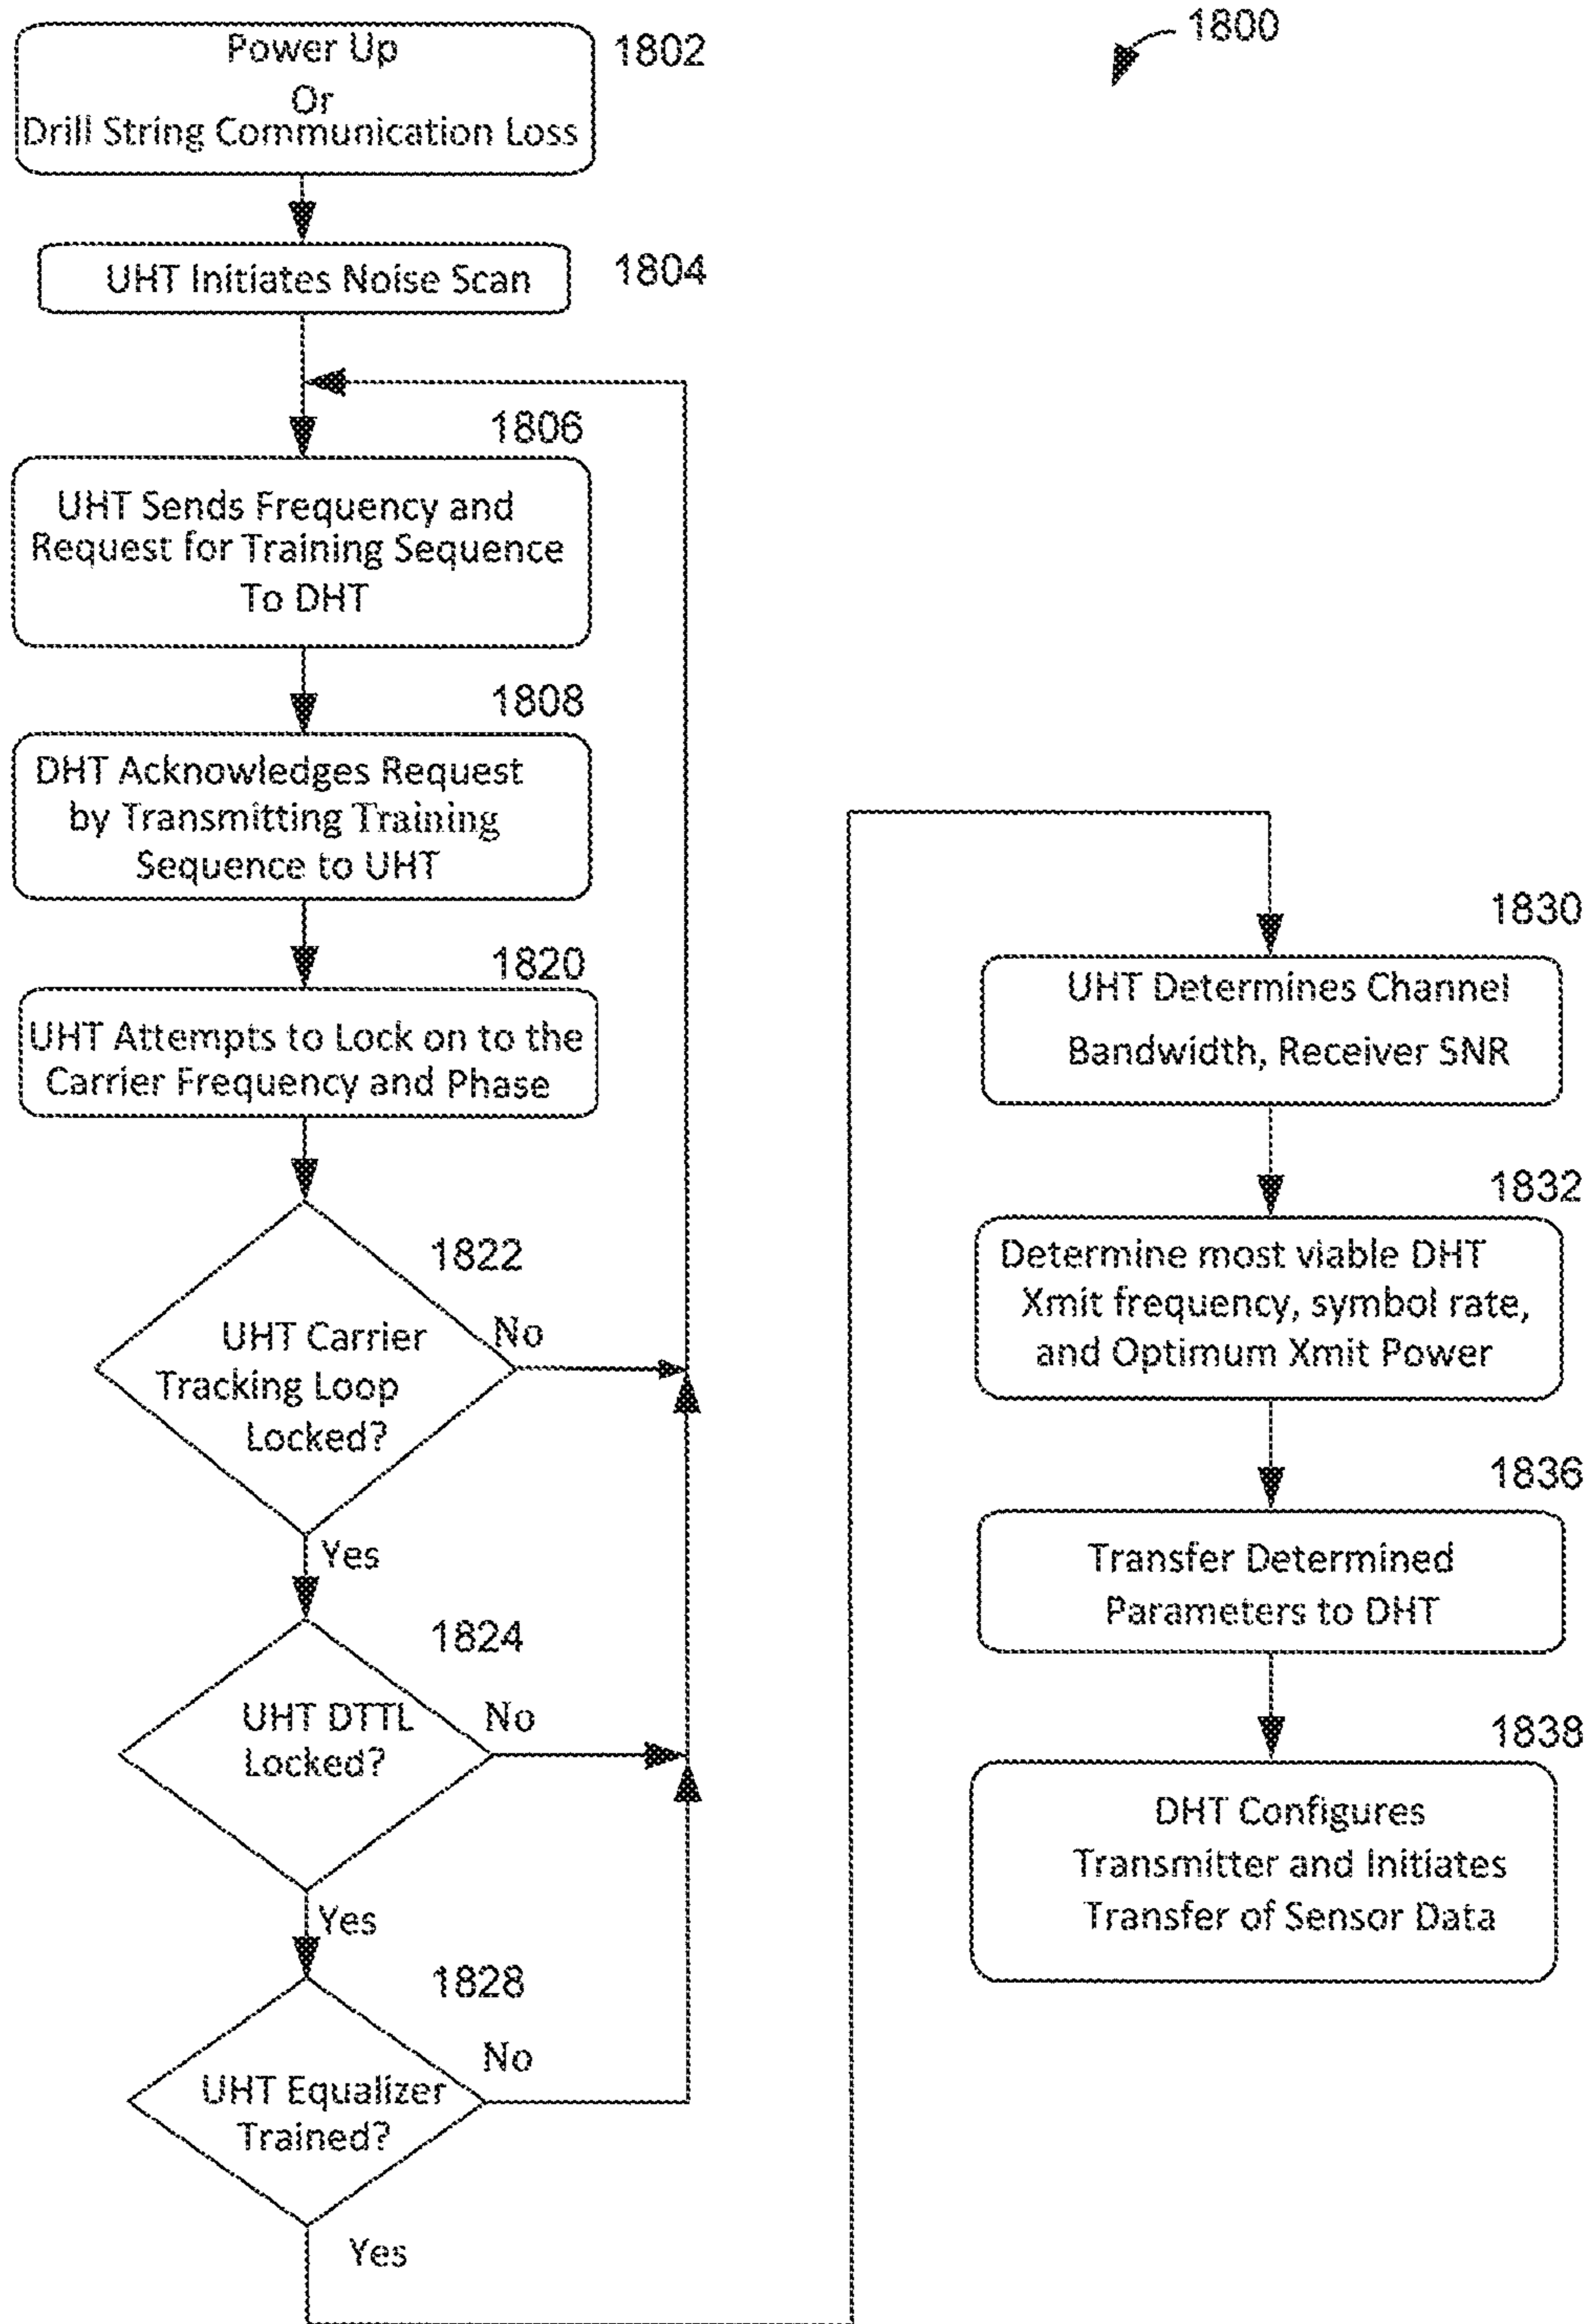 1800
Power Up
Or
Drill String Communication Loss
1802
UHT Initiates Noise Scan
1804
1806
UHT Sends Frequency and
Request for Training Sequence
To DHT
1808
DHT Acknowledges Request
by Transmitting Training
Sequence to UHT
1820
UHT Attempts to Lock on to the
Carrier Frequency and Phase
1822
UHT Carrier
Tracking Loop
Locked?
No
Yes
1824
UHT DTTL
Locked?
No
Yes
1828
UHT Equalizer
Trained?
No
Yes
1830
UHT Determines Channel
Bandwidth, Receiver SNR
1832
Determine most viable DHT
Xmit frequency, symbol rate,
and Optimum Xmit Power
1836
Transfer Determined
Parameters to DHT
1838
DHT Configures
Transmitter and Initiates
Transfer of Sensor Data